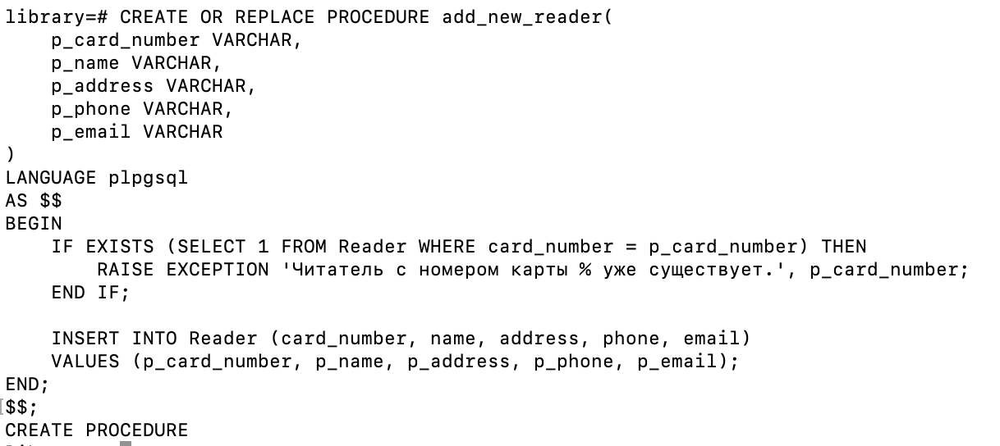 library=# CREATE OR REPLACE PROCEDURE add_new_reader(
    p_card_number VARCHAR,
    p_name VARCHAR,
    p_address VARCHAR,
    p_phone VARCHAR,
    p_email VARCHAR
)
LANGUAGE plpgsql
AS $$
BEGIN
    IF EXISTS (SELECT 1 FROM Reader WHERE card_number = p_card_number) THEN
        RAISE EXCEPTION 'Читатель с номером карты % уже существует.', p_card_number;
    END IF;

    INSERT INTO Reader (card_number, name, address, phone, email)
    VALUES (p_card_number, p_name, p_address, p_phone, p_email);
END;
[$$;
CREATE PROCEDURE